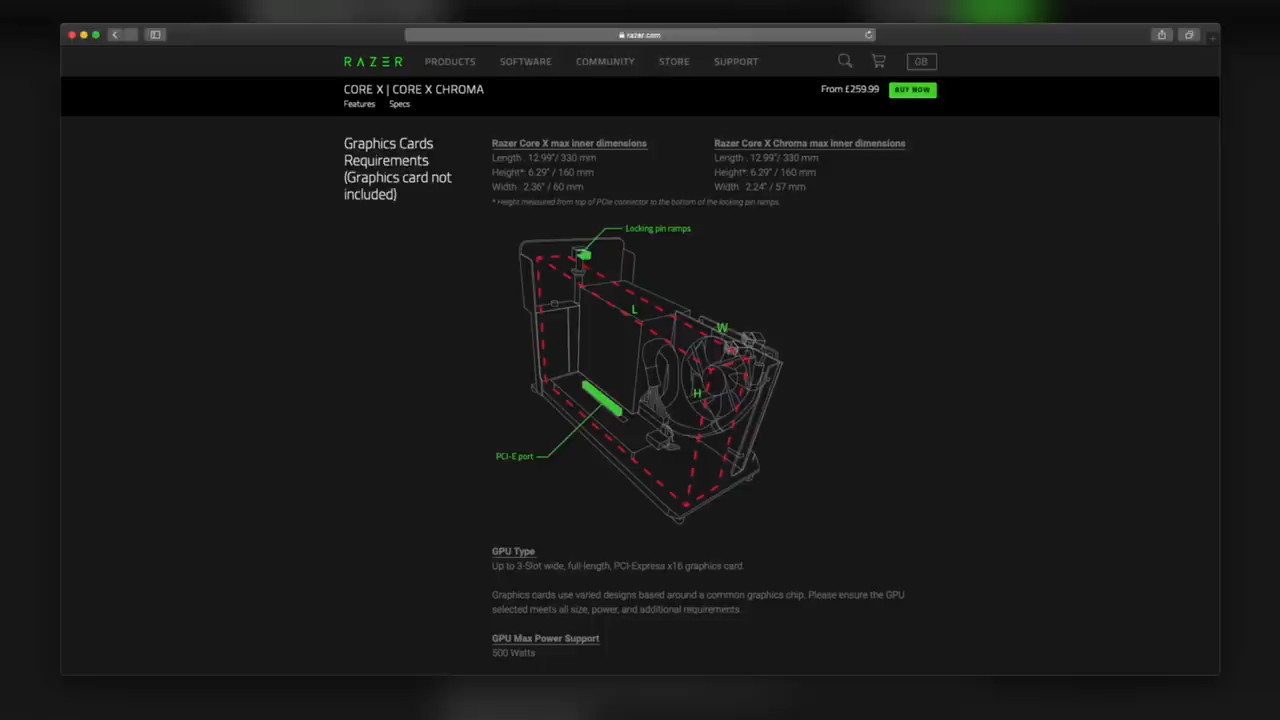 razer.com
RAZER PRODUCTS SOFTWARE COMMUNITY STORE SUPPORT GB
CORE X | CORE X CHROMA
From £259.99 BUY NOW
Features Specs
Graphics Cards
Requirements
(Graphics card not
included)
Razer Core X max inner dimensions
Length . 12.99"/ 330 mm
Height*: 6.29" / 160 mm
Width 2.36" / 60 mm
Razer Core X Chroma max inner dimensions
Length . 12.99"/ 330 mm
Height*: 6.29" / 160 mm
Width 2.24" / 57 mm
* Height measured from top of PCIe connector to the bottom of the locking pin ramps.
Locking pin ramps
L
W
H
PCI-E port
GPU Type
Up to 3-Slot wide, full-length, PCI-Express x16 graphics card.
Graphics cards use varied designs based around a common graphics chip. Please ensure the GPU
selected meets all size, power, and additional requirements.
GPU Max Power Support
500 Watts